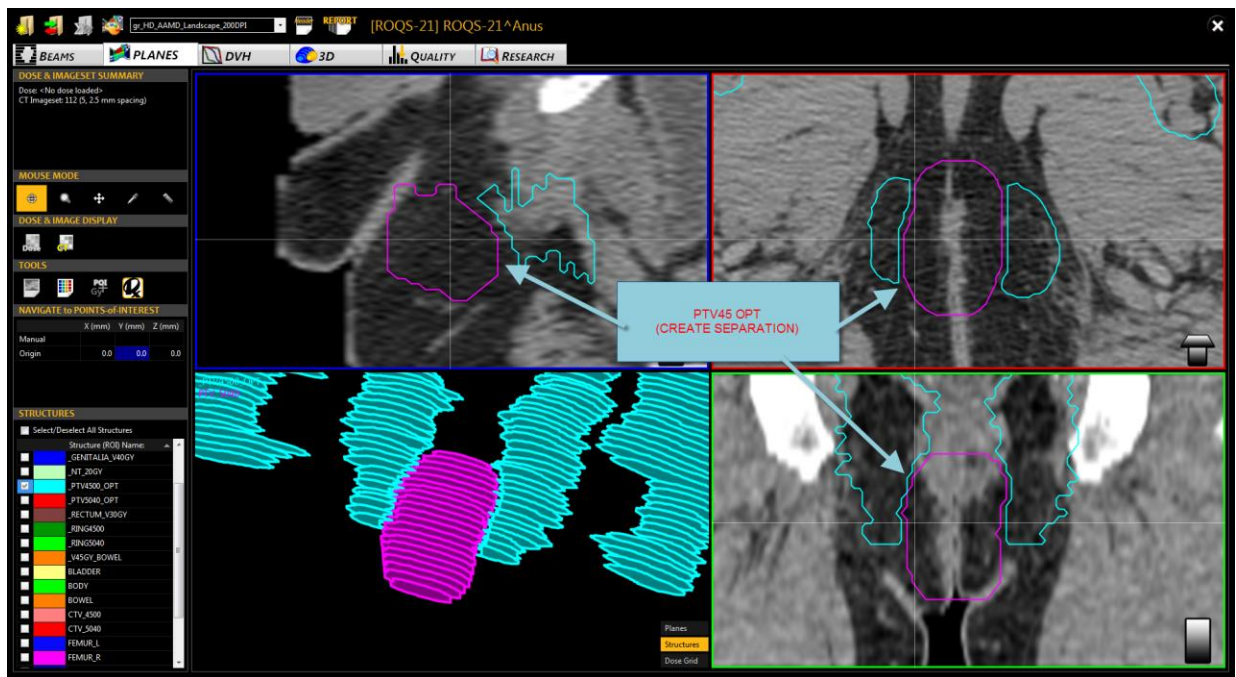 gr_HD_AAMD_Landscape_200DPI
REPORT
[ROQS-21] ROQS-21^Anus
BEAMS
PLANES
DVH
3D
QUALITY
RESEARCH
DOSE & IMAGESET SUMMARY
Dose: <No dose loaded>
CT Imageset: 112 (5, 2.5 mm spacing)
MOUSE MODE
DOSE & IMAGE DISPLAY
Dose
CT
TOOLS
POI
Gy
NAVIGATE to POINTS-of-INTEREST
X (mm) Y (mm) Z (mm)
Manual
Origin 0.0 0.0 0.0
STRUCTURES
Select/Deselect All Structures
Structure (ROI) Name:
_GENITALIA_V40GY
_NT_20GY
_PTV4500_OPT
_PTV5040_OPT
_RECTUM_V30GY
_RING4500
_RING5040
_V45GY_BOWEL
BLADDER
BODY
BOWEL
CTV_4500
CTV_5040
FEMUR_L
FEMUR_R
PTV45 OPT
(CREATE SEPARATION)
_PTV4500_OPT
Planes
Structures
Dose Grid